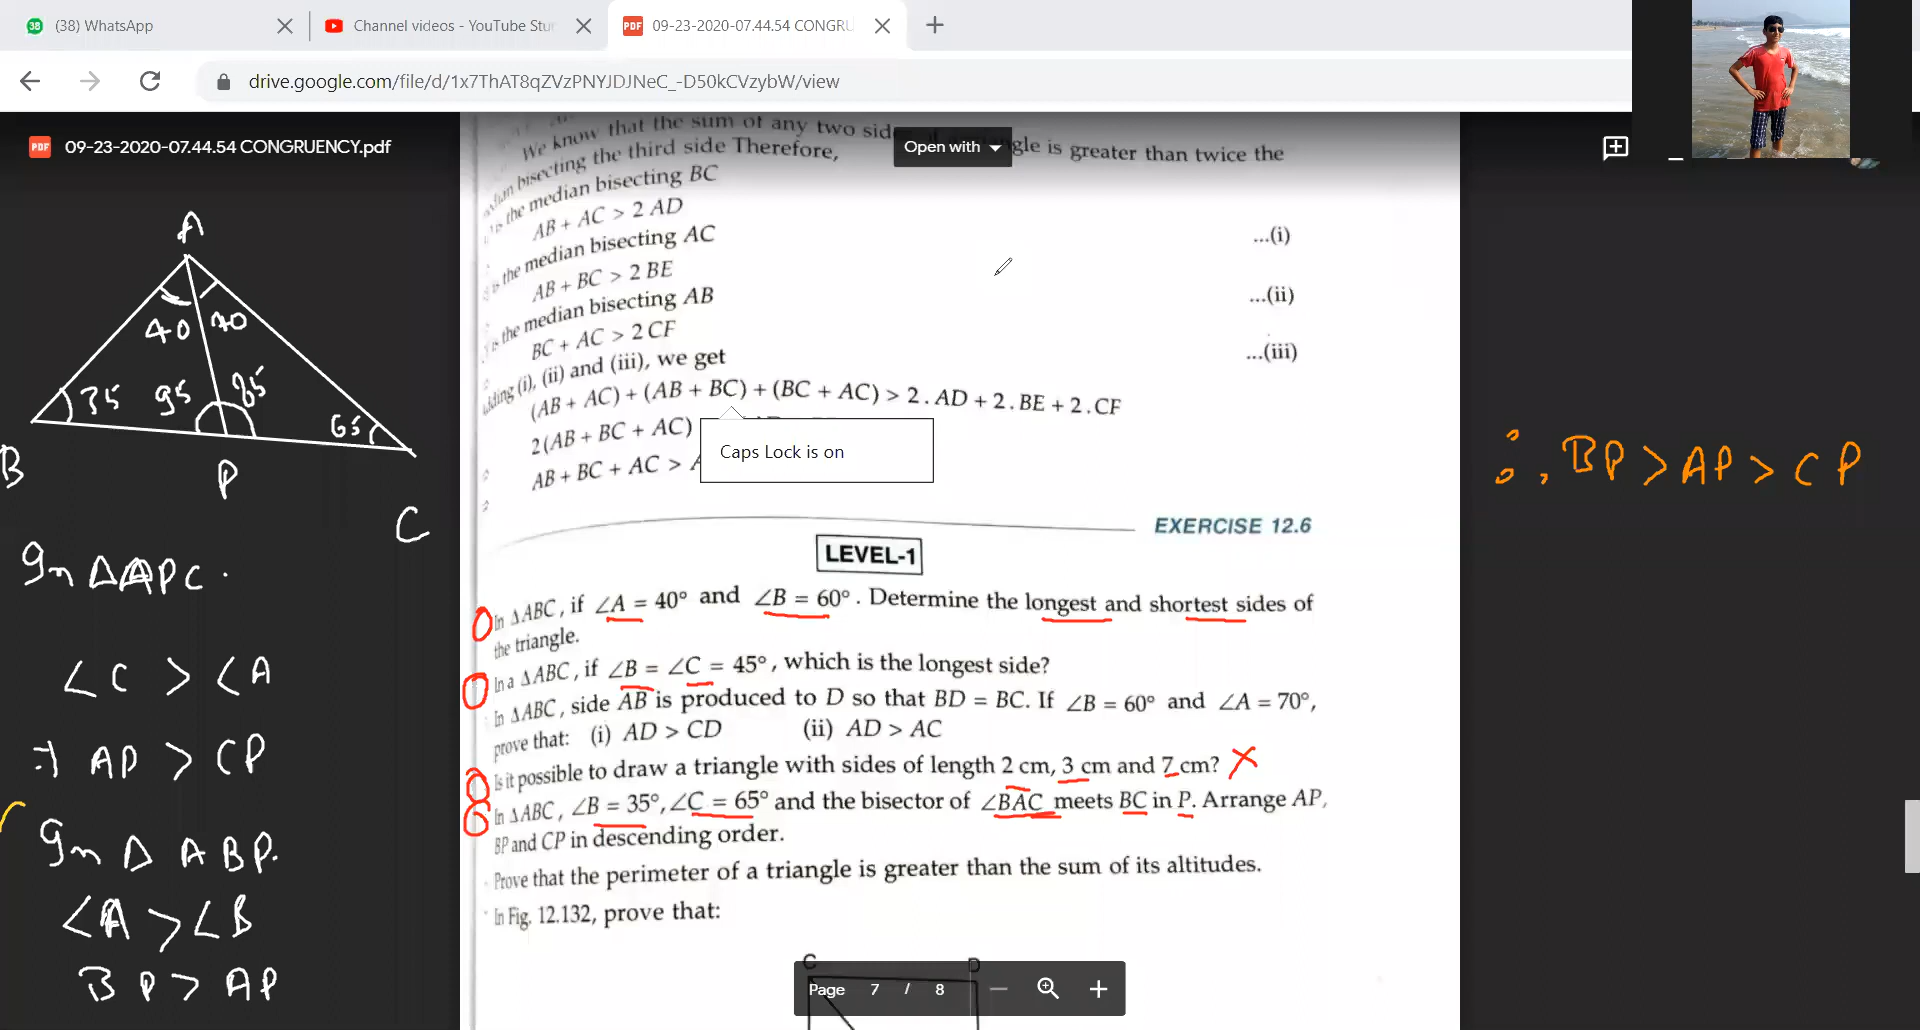 38 (38) WhatsApp
Channel videos - YouTube Stu
PDF 09-23-2020-07.44.54 CONGRU
drive.google.com/file/d/1x7ThAT8qZVzPNYJDJNeC_-D50kCVzybW/view
PDF 09-23-2020-07.44.54 CONGRUENCY.pdf
Open with
We know that the sum of any two gle is greater than twice the
bisecting the third side Therefore,
the median bisecting BC
AB + AC > 2 AD ...(i)
the median bisecting AC
AB + BC > 2 BE ...(ii)
the median bisecting AB
BC + AC > 2 CF ...(iii)
(i), (ii) and (iii), we get
(AB + AC) + (AB + BC) + (BC + AC) > 2 . AD + 2 . BE + 2 . CF
2(AB + BC + AC)
AB + BC + AC >
Caps Lock is on
EXERCISE 12.6
LEVEL-1
In ΔABC, if ∠A = 40° and ∠B = 60°. Determine the longest and shortest sides of
the triangle.
In a ΔABC, if ∠B = ∠C = 45°, which is the longest side?
In ΔABC, side AB is produced to D so that BD = BC. If ∠B = 60° and ∠A = 70°,
prove that: (i) AD > CD (ii) AD > AC
Is it possible to draw a triangle with sides of length 2 cm, 3 cm and 7 cm?
In ΔABC, ∠B = 35°, ∠C = 65° and the bisector of ∠BAC meets BC in P. Arrange AP,
BP and CP in descending order.
Prove that the perimeter of a triangle is greater than the sum of its altitudes.
In Fig. 12.132, prove that:
C D
Page 7 / 8
A
40 40
35 95 85 65
B P C
In ΔAPC.
∠C > ∠A
⇒ AP > CP
In Δ ABP.
∠A > ∠B
BP > AP
∴, BP > AP > CP